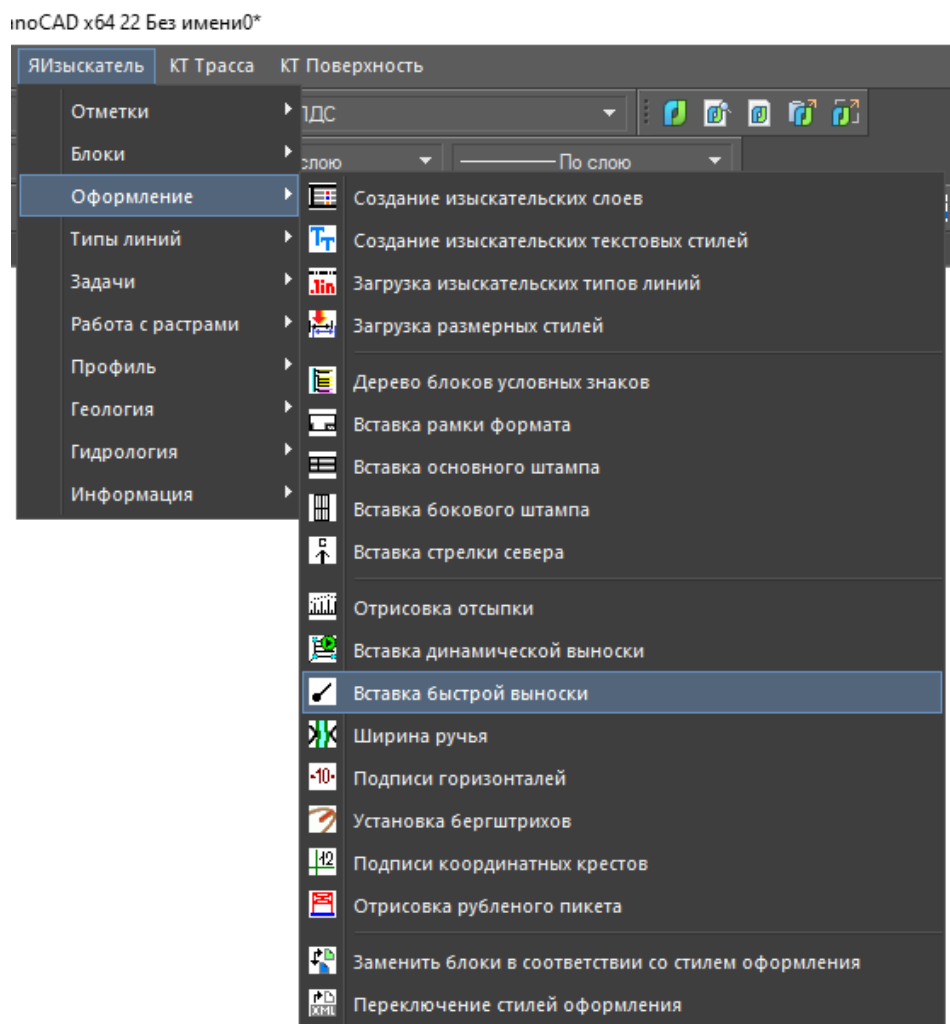 noCAD x64 22 Без имени0*
ЯИзыскатель КТ Трасса КТ Поверхность
Отметки
ПДС
Блоки
слою
По слою
Оформление
Типы линий
Задачи
Работа с растрами
Профиль
Геология
Гидрология
Информация
Создание изыскательских слоев
Создание изыскательских текстовых стилей
.lin
Загрузка изыскательских типов линий
Загрузка размерных стилей
Дерево блоков условных знаков
Вставка рамки формата
Вставка основного штампа
Вставка бокового штампа
С
Вставка стрелки севера
Отрисовка отсыпки
Вставка динамической выноски
Вставка быстрой выноски
Ширина ручья
10
Подписи горизонталей
Установка бергштрихов
12
Подписи координатных крестов
Отрисовка рубленого пикета
Заменить блоки в соответствии со стилем оформления
XML
Переключение стилей оформления